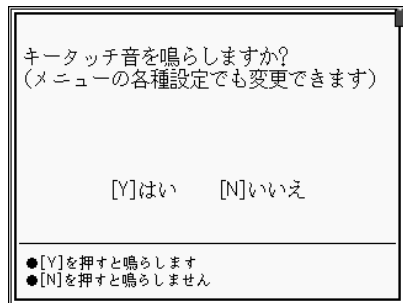 キータッチ音を鳴らしますか?
(メニューの各種設定でも変更できます)
[Y]はい [N]いいえ
●[Y]を押すと鳴らします
●[N]を押すと鳴らしません